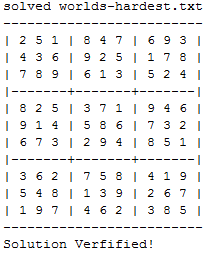 solved worlds-hardest.txt
-------------------------
| 2 5 1 | 8 4 7 | 6 9 3 |
| 4 3 6 | 9 2 5 | 1 7 8 |
| 7 8 9 | 6 1 3 | 5 2 4 |
|-------+-------+-------|
| 8 2 5 | 3 7 1 | 9 4 6 |
| 9 1 4 | 5 8 6 | 7 3 2 |
| 6 7 3 | 2 9 4 | 8 5 1 |
|-------+-------+-------|
| 3 6 2 | 7 5 8 | 4 1 9 |
| 5 4 8 | 1 3 9 | 2 6 7 |
| 1 9 7 | 4 6 2 | 3 8 5 |
-------------------------
Solution Verfified!